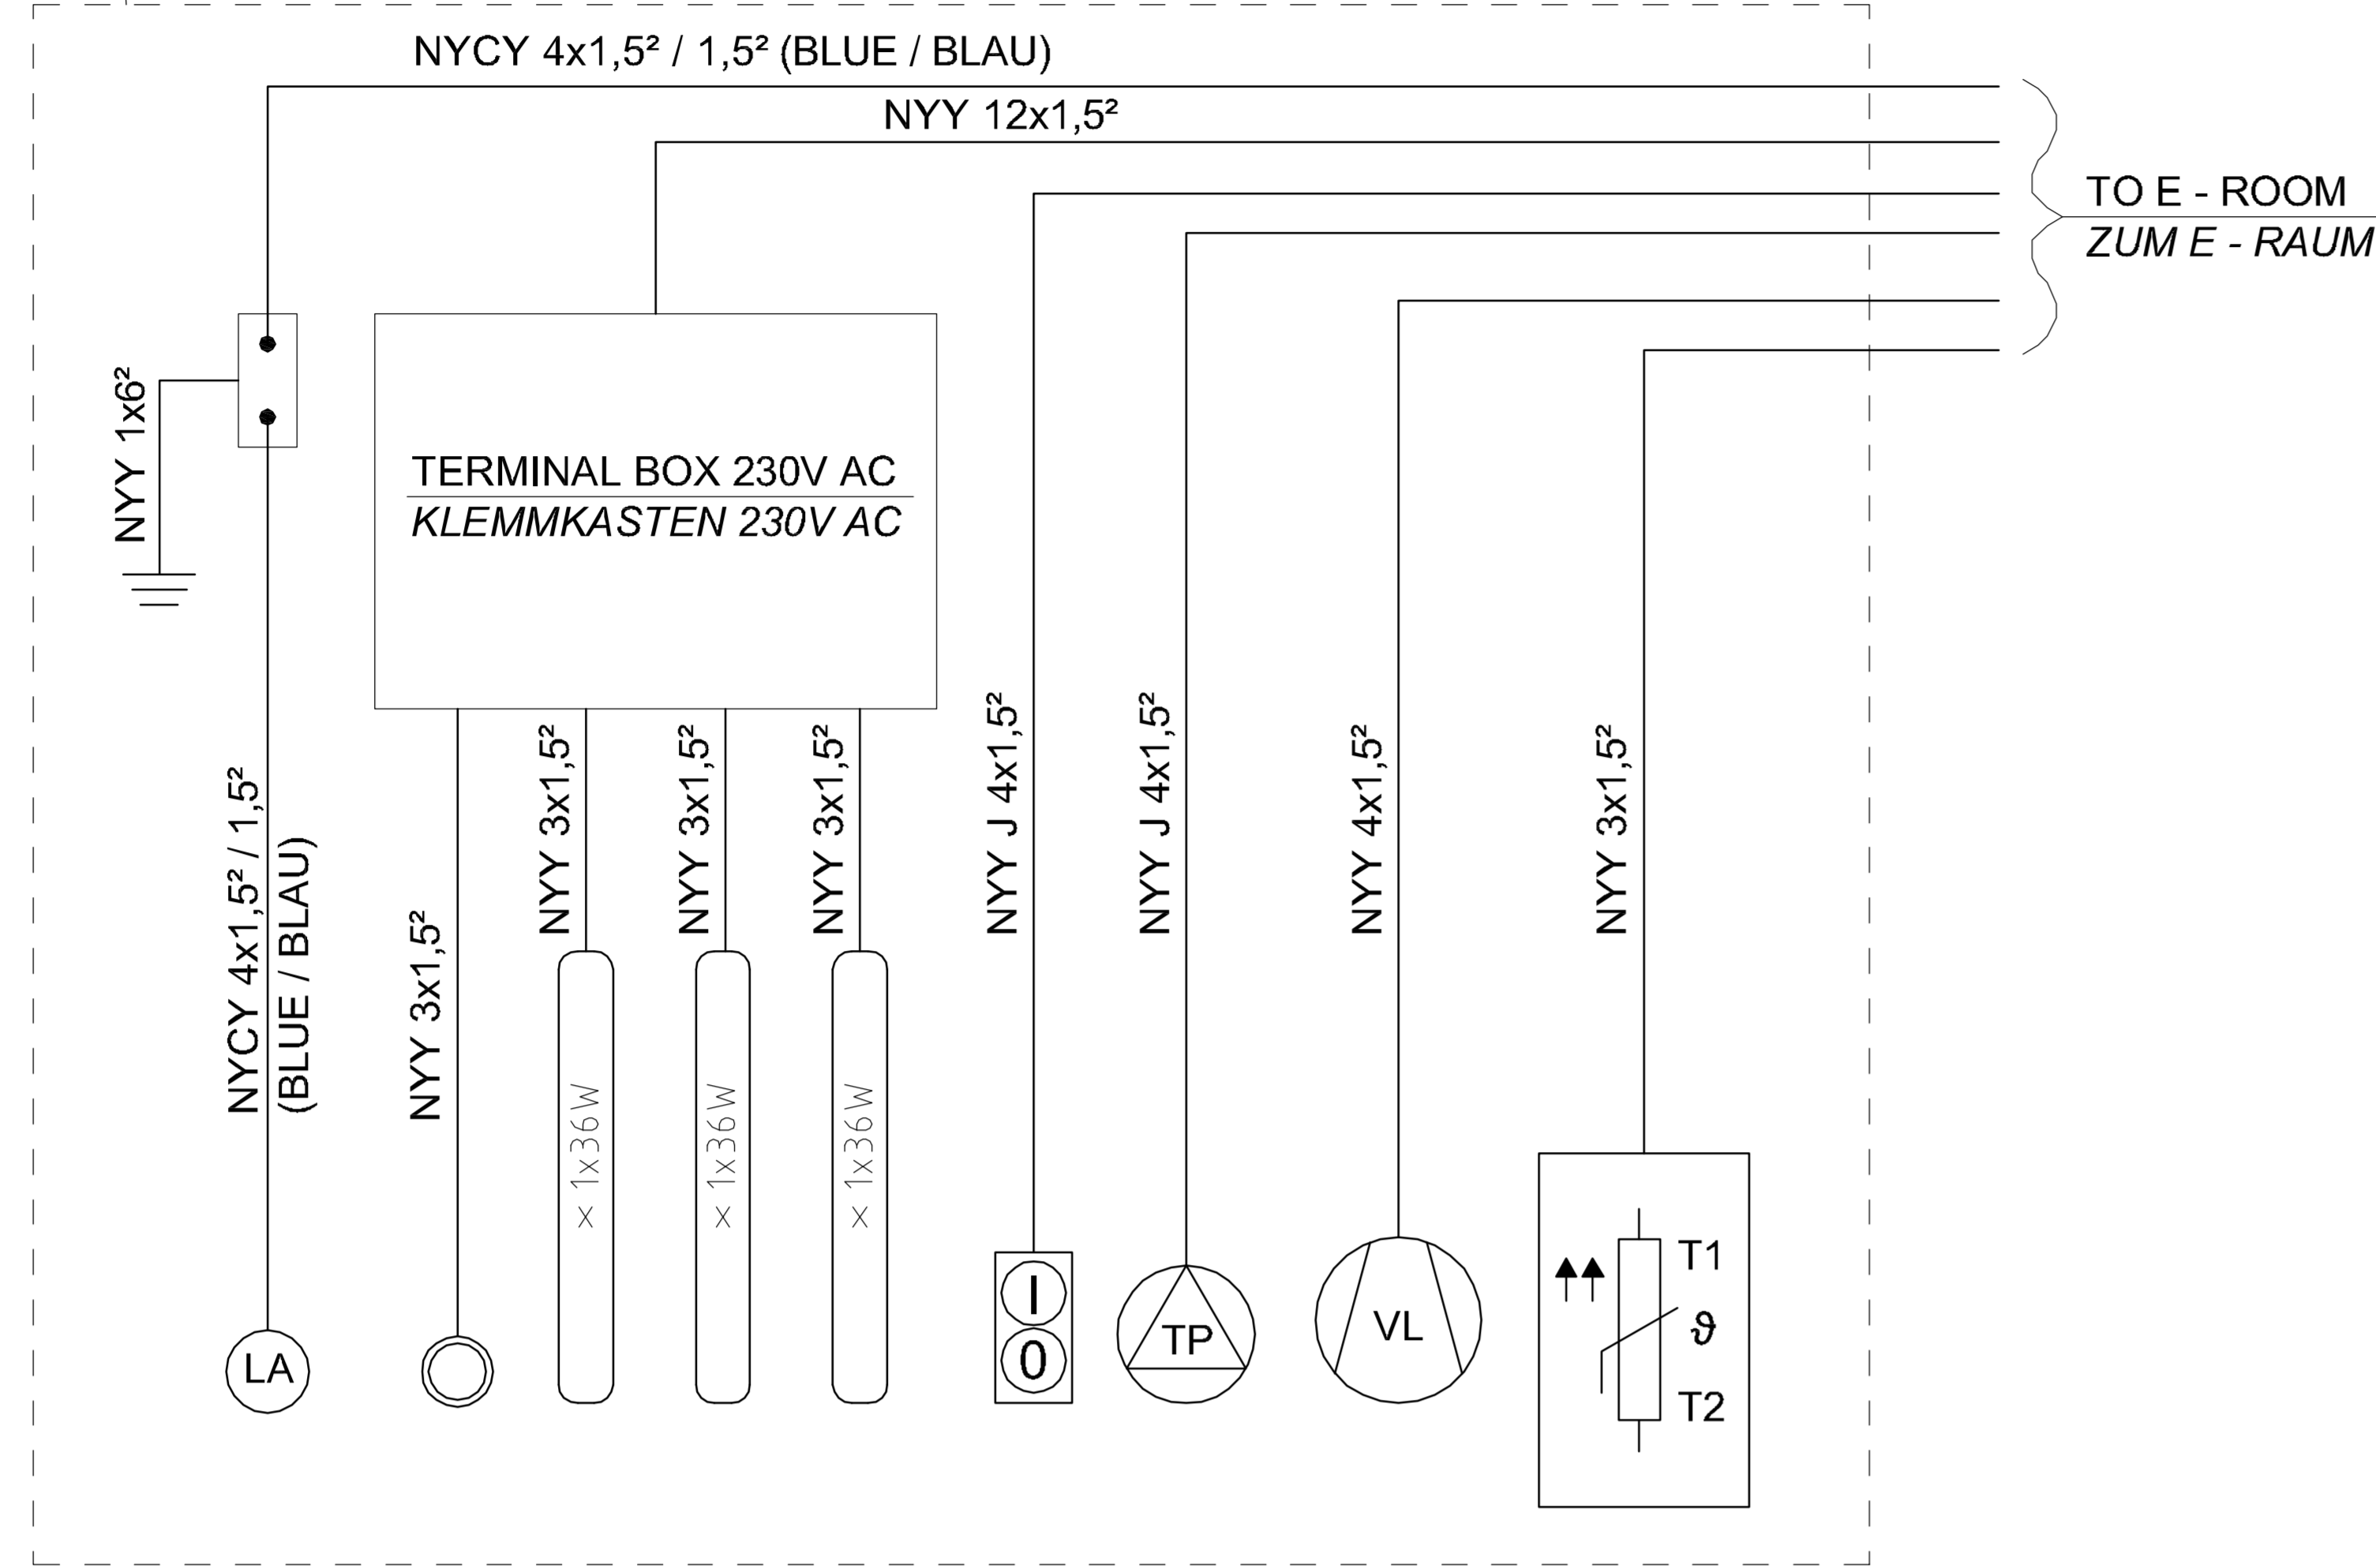 NYCY 4x1,5² / 1,5² (BLUE / BLAU)
NYY 12x1,5²
TO E - ROOM
ZUM E - RAUM
NYY 1x6²
TERMINAL BOX 230V AC
KLEMMKASTEN 230V AC
NYCY 4x1,5² / 1,5²
(BLUE / BLAU)
NYY 3x1,5²
NYY 3x1,5²
NYY 3x1,5²
NYY 3x1,5²
NYY J 4x1,5²
NYY J 4x1,5²
NYY 4x1,5²
NYY 3x1,5²
x 1x36W
x 1x36W
x 1x36W
LA
I
0
TP
VL
T1
ϑ
T2